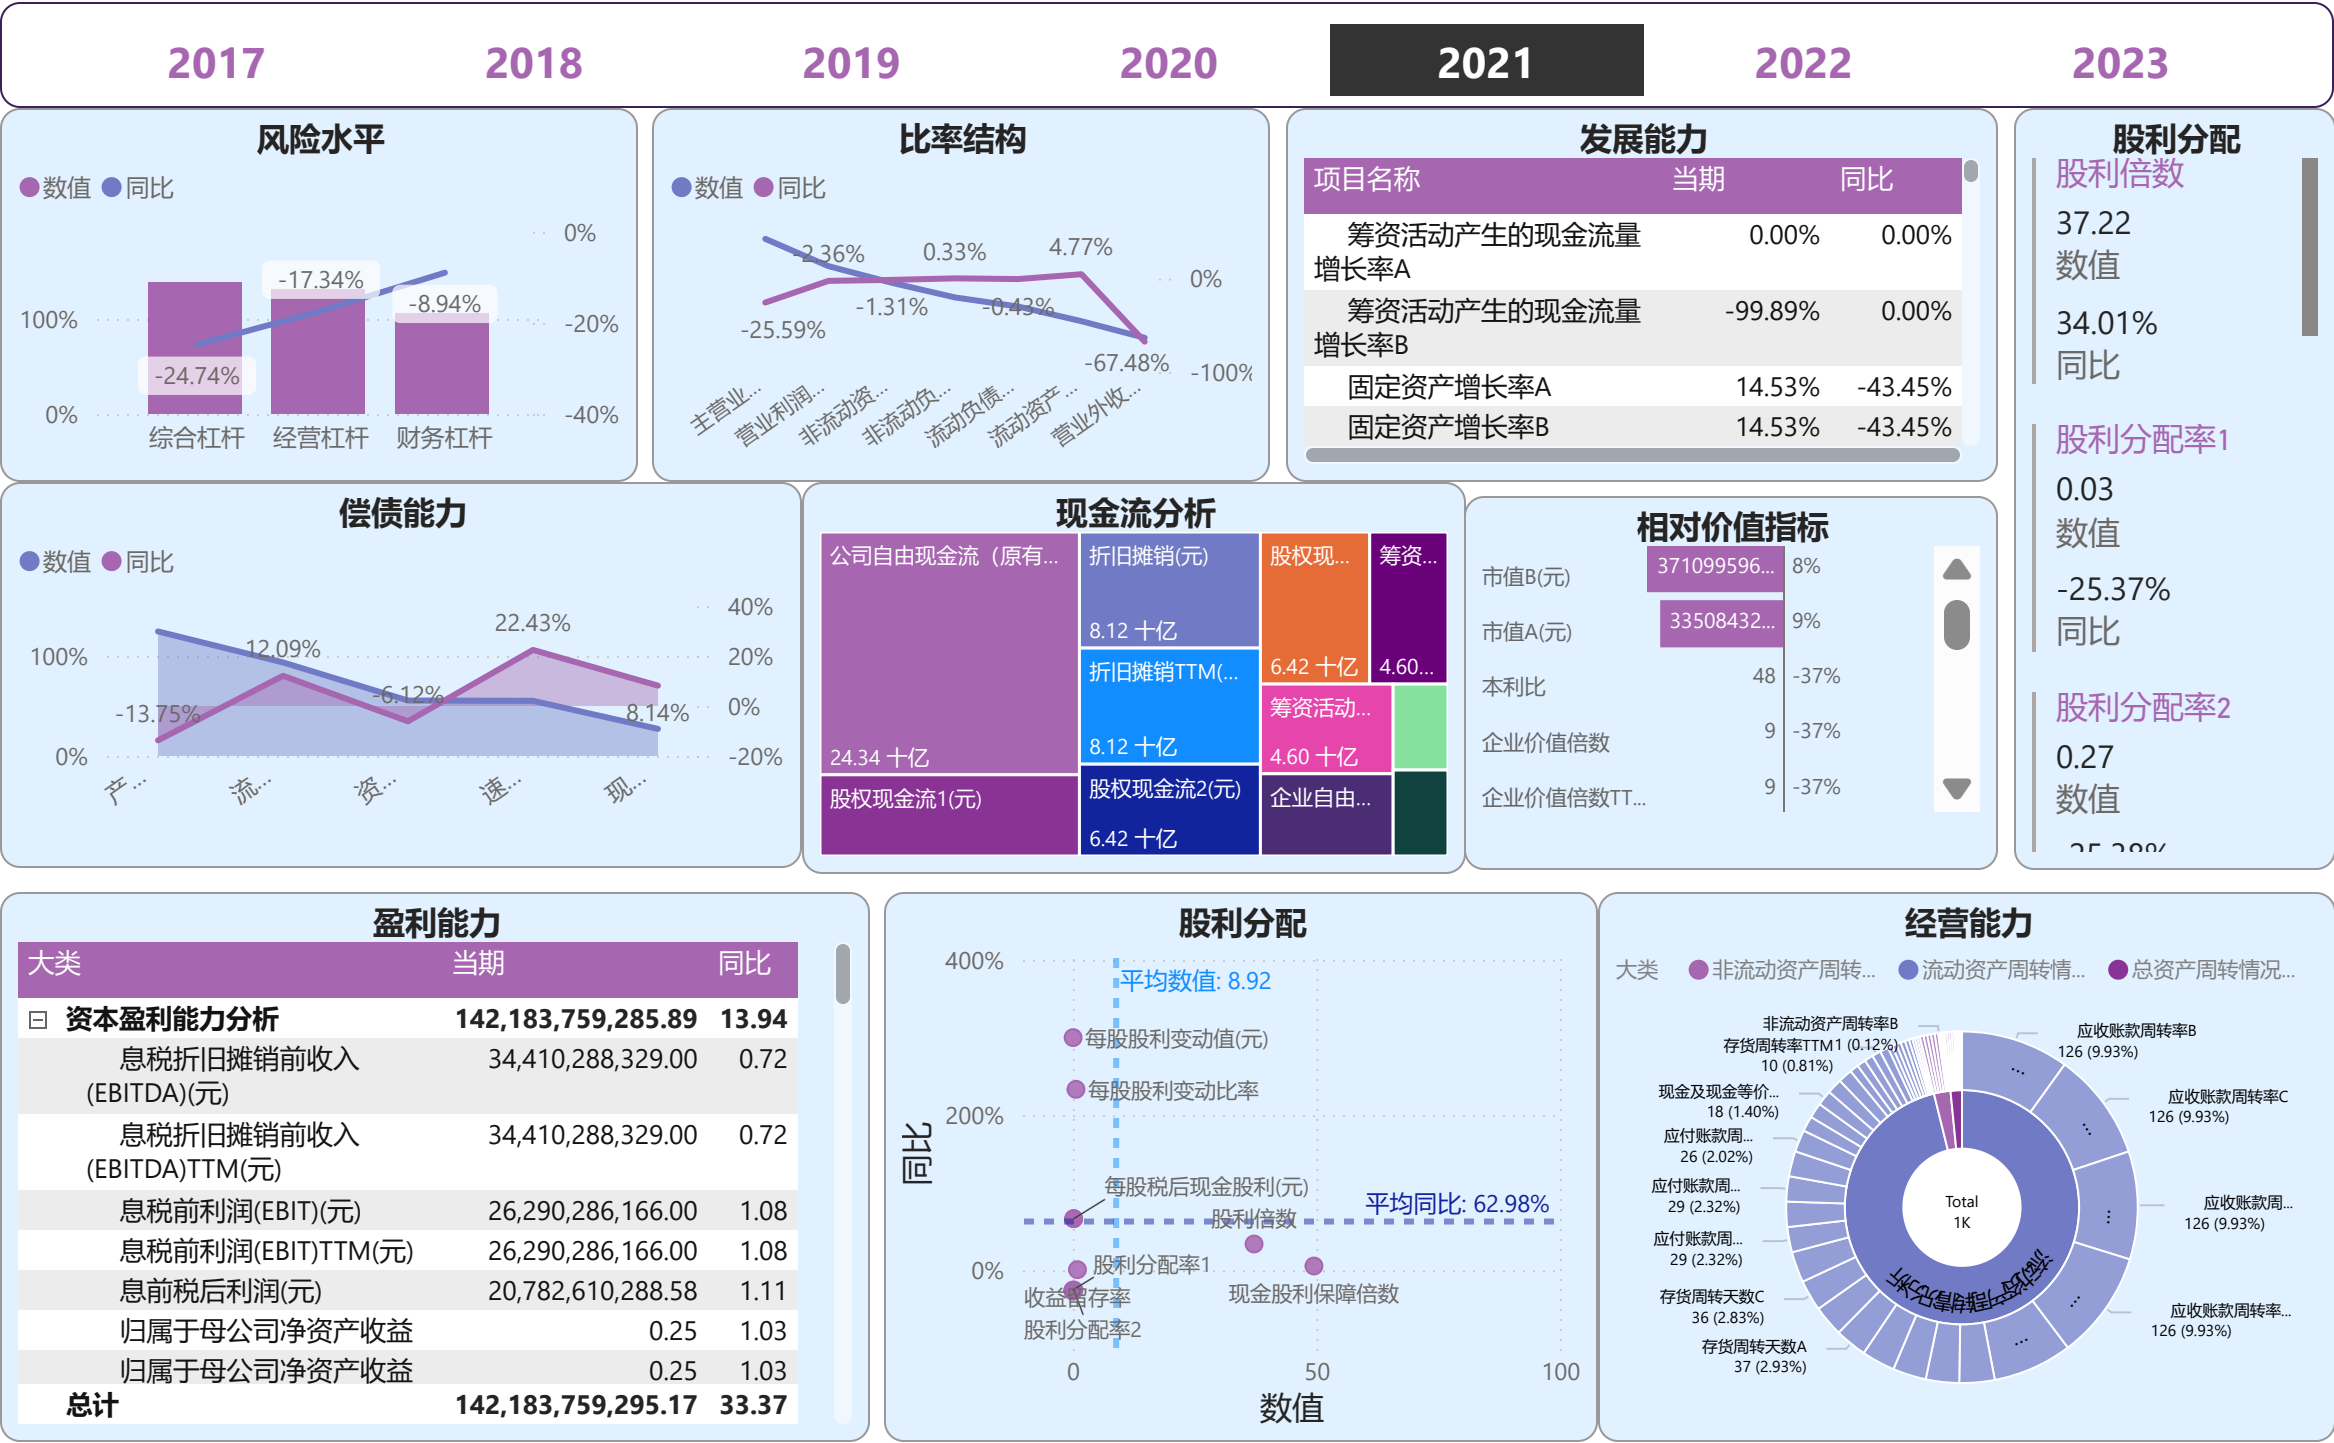 2017
2018
2019
2020
2021
2022
2023
风险水平
数值 同比
0%
-17.34%
-8.94%
100%
-20%
-24.74%
0%
-40%
综合杠杆 经营杠杆 财务杠杆
比率结构
数值 同比
-2.36% 0.33% 4.77%
0%
-1.31% -0.43%
-25.59%
-67.48%
-100%
主营业...
营业利润...
非流动资...
非流动负...
流动负债...
流动资产...
营业外收...
发展能力
项目名称 当期 同比
筹资活动产生的现金流量 0.00% 0.00%
增长率A
筹资活动产生的现金流量 -99.89% 0.00%
增长率B
固定资产增长率A 14.53% -43.45%
固定资产增长率B 14.53% -43.45%
股利分配
股利倍数
37.22
数值
34.01%
同比
股利分配率1
0.03
数值
-25.37%
同比
股利分配率2
0.27
数值
-25.38%
偿债能力
数值 同比
40%
22.43%
12.09%
100%
20%
-6.12%
-13.75%
8.14%
0%
0%
-20%
产...
流...
资...
速...
现...
现金流分析
公司自由现金流（原有...
24.34 十亿
股权现金流1(元)
折旧摊销(元)
8.12 十亿
折旧摊销TTM(...
8.12 十亿
股权现金流2(元)
6.42 十亿
股权现...
6.42 十亿
筹资...
4.60...
筹资活动...
4.60 十亿
企业自由...
相对价值指标
市值B(元) 371099596... 8%
市值A(元) 33508432... 9%
本利比 48 -37%
企业价值倍数 9 -37%
企业价值倍数TT... 9 -37%
盈利能力
大类 当期 同比
资本盈利能力分析 142,183,759,285.89 13.94
息税折旧摊销前收入 34,410,288,329.00 0.72
(EBITDA)(元)
息税折旧摊销前收入 34,410,288,329.00 0.72
(EBITDA)TTM(元)
息税前利润(EBIT)(元) 26,290,286,166.00 1.08
息税前利润(EBIT)TTM(元) 26,290,286,166.00 1.08
息前税后利润(元) 20,782,610,288.58 1.11
归属于母公司净资产收益 0.25 1.03
归属于母公司净资产收益 0.25 1.03
总计 142,183,759,295.17 33.37
股利分配
400%
平均数值: 8.92
每股股利变动值(元)
每股股利变动比率
200%
同比
每股税后现金股利(元)
平均同比: 62.98%
股利倍数
股利分配率1
0%
收益留存率
现金股利保障倍数
股利分配率2
0 50 100
数值
经营能力
大类 非流动资产周转... 流动资产周转情... 总资产周转情况...
非流动资产周转率B
1 (0.12%)
存货周转率TTM
10 (0.81%)
现金及现金等价...
18 (1.40%)
应付账款周...
26 (2.02%)
应付账款周...
29 (2.32%)
应付账款周...
29 (2.32%)
存货周转天数C
36 (2.83%)
存货周转天数A
37 (2.93%)
应收账款周转率B
126 (9.93%)
应收账款周转率C
126 (9.93%)
应收账款周...
126 (9.93%)
应收账款周转率...
126 (9.93%)
Total
1K
...
...
...
...
...